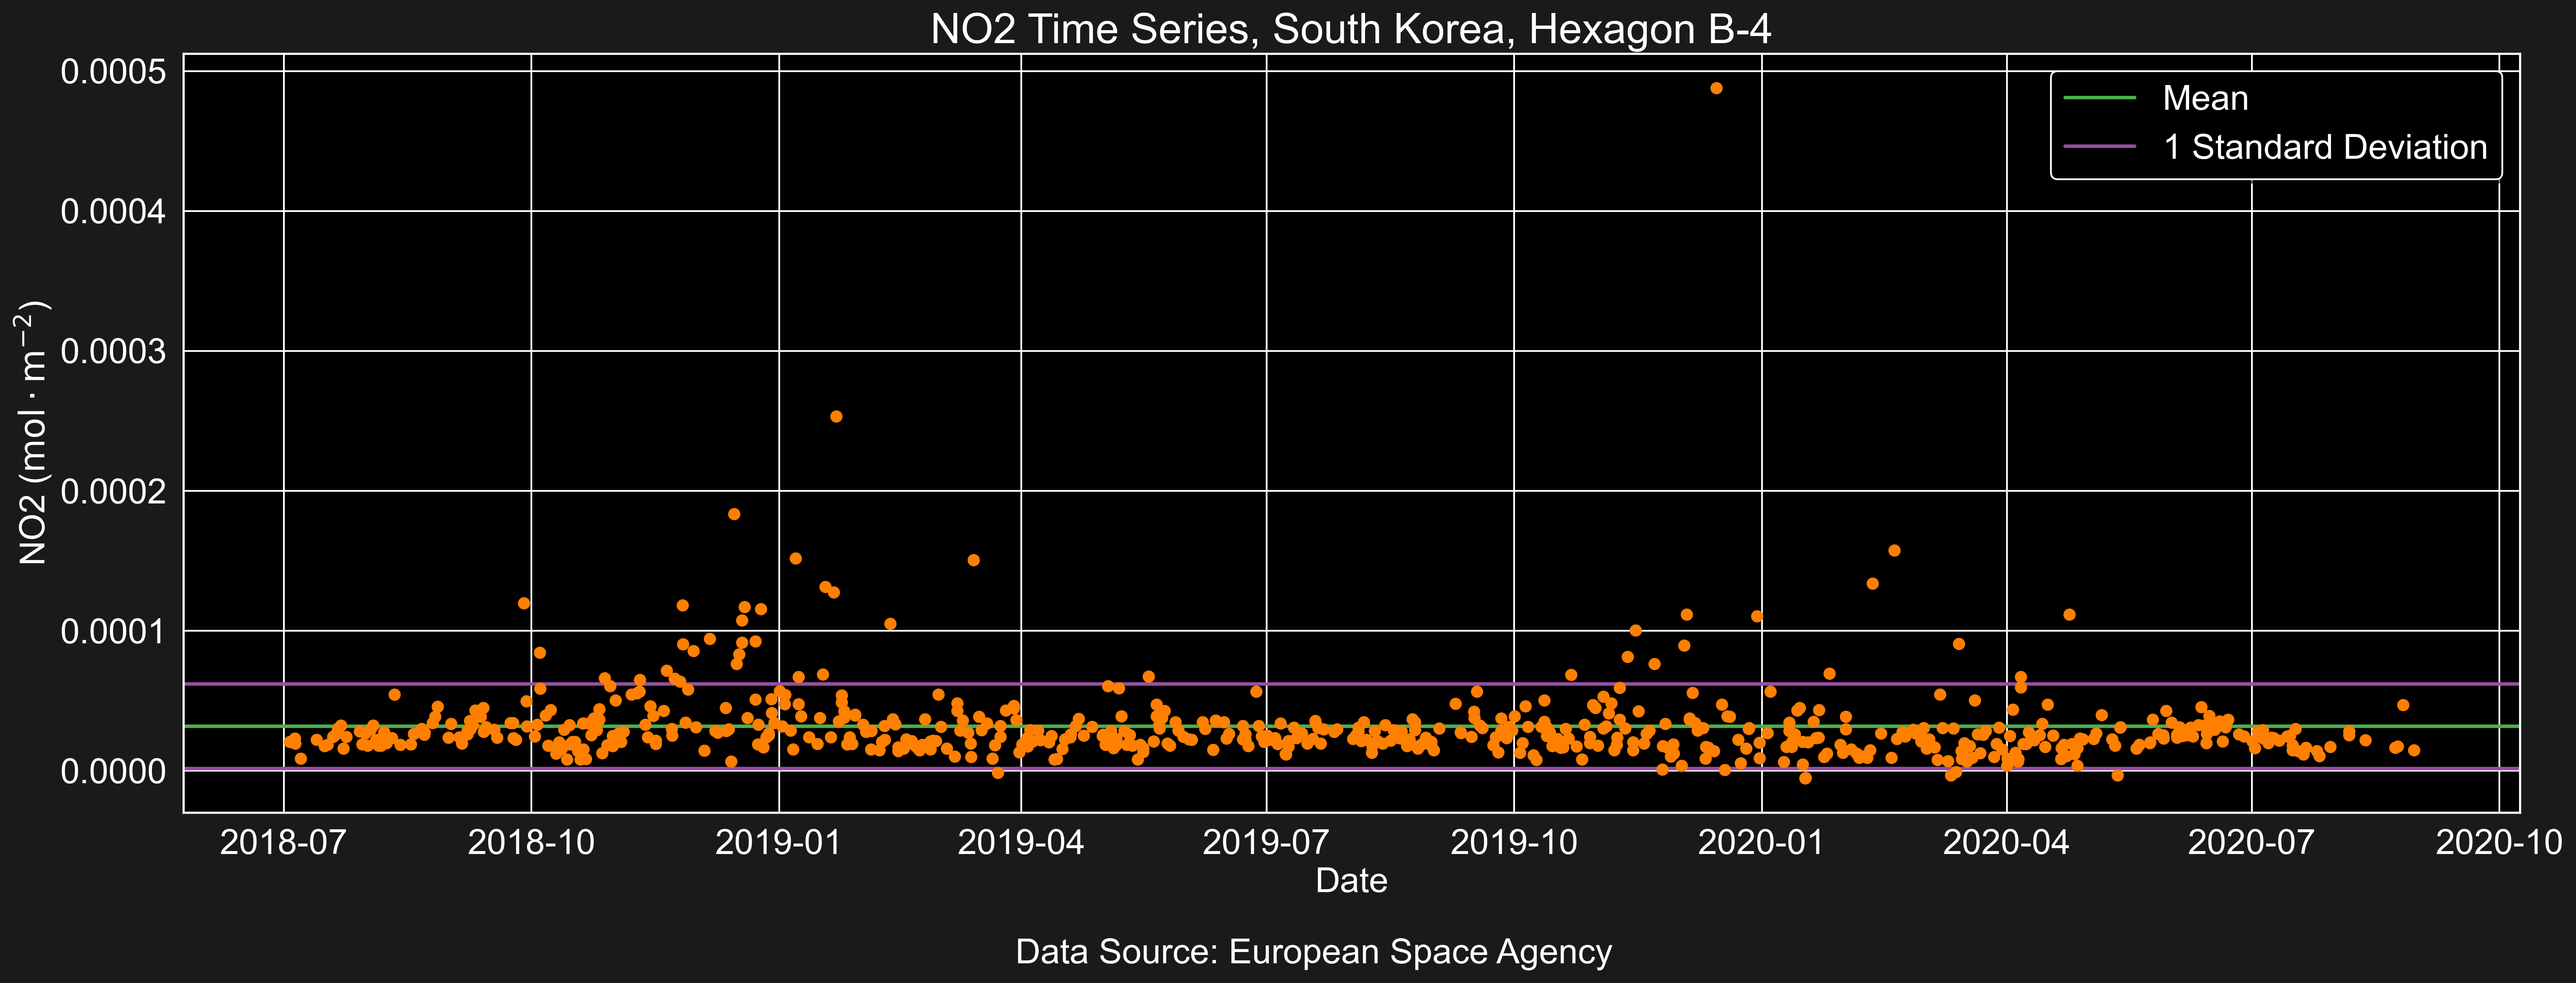 NO2 Time Series, South Korea, Hexagon B-4
Mean
1 Standard Deviation
NO2 (mol · m⁻²)
0.0005
0.0004
0.0003
0.0002
0.0001
0.0000
2018-07 2018-10 2019-01 2019-04 2019-07 2019-10 2020-01 2020-04 2020-07 2020-10
Date
Data Source: European Space Agency